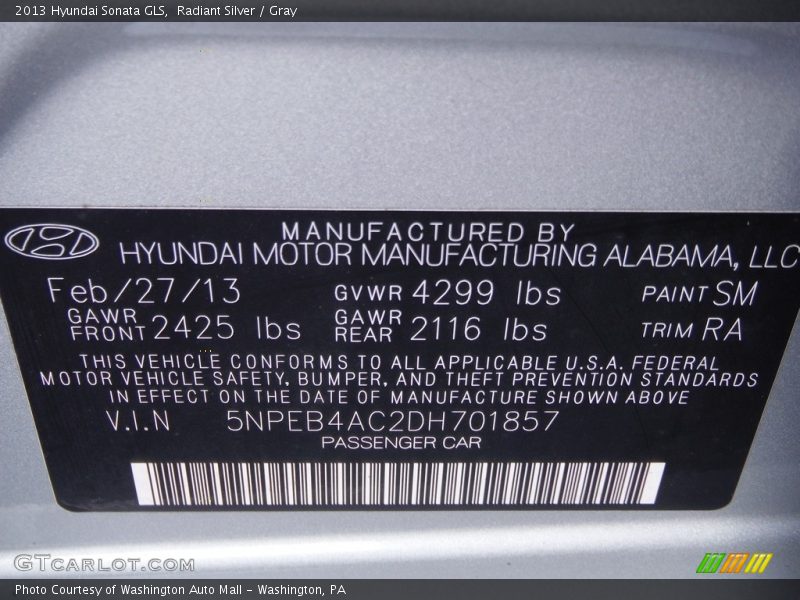 2013 Hyundai Sonata GLS, Radiant Silver / Gray
MANUFACTURED BY
HYUNDAI MOTOR MANUFACTURING ALABAMA, LLC
Feb/27/13 GVWR 4299 lbs PAINT SM
GAWR FRONT 2425 lbs GAWR REAR 2116 lbs TRIM RA
THIS VEHICLE CONFORMS TO ALL APPLICABLE U.S.A. FEDERAL
MOTOR VEHICLE SAFETY, BUMPER, AND THEFT PREVENTION STANDARDS
IN EFFECT ON THE DATE OF MANUFACTURE SHOWN ABOVE
V.I.N 5NPEB4AC2DH701857
PASSENGER CAR
GTCARLOT.COM
Photo Courtesy of Washington Auto Mall - Washington, PA